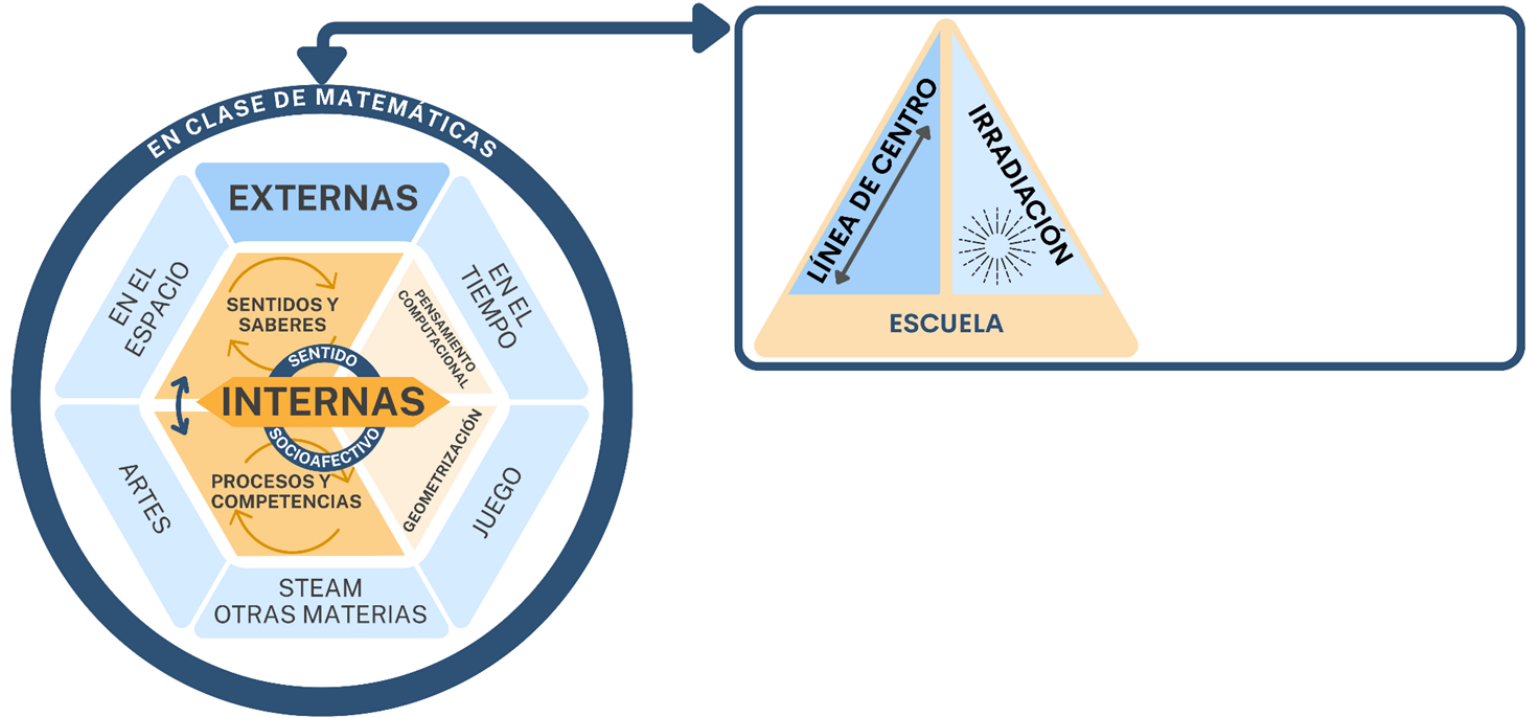 EN CLASE DE MATEMÁTICAS
EXTERNAS
EN EL
ESPACIO
EN EL
TIEMPO
SENTIDOS Y
SABERES
PENSAMIENTO
COMPUTACIONAL
SENTIDO
INTERNAS
SOCIOAFECTIVO
PROCESOS Y
COMPETENCIAS
GEOMETRIZACIÓN
ARTES
JUEGO
STEAM
OTRAS MATERIAS
LÍNEA DE CENTRO
IRRADIACIÓN
ESCUELA